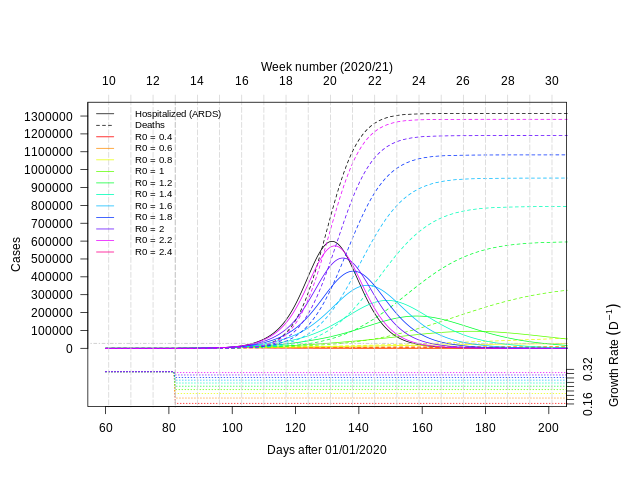 Week number (2020/21)
10 12 14 16 18 20 22 24 26 28 30
1300000
1200000
1100000
1000000
900000
800000
700000
600000
500000
400000
300000
200000
100000
0
Cases
Hospitalized (ARDS)
Deaths
R0 = 0.4
R0 = 0.6
R0 = 0.8
R0 = 1
R0 = 1.2
R0 = 1.4
R0 = 1.6
R0 = 1.8
R0 = 2
R0 = 2.2
R0 = 2.4
0.32
0.16
Growth Rate (D⁻¹)
60 80 100 120 140 160 180 200
Days after 01/01/2020